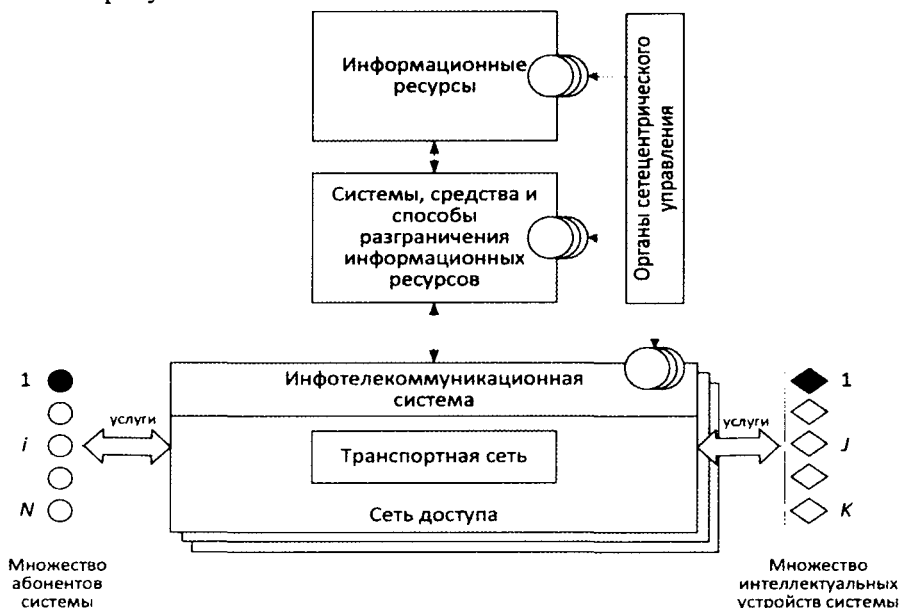 Информационные
ресурсы
Органы сетецентрического
управления
Системы, средства и
способы
разграничения
информационных
ресурсов
Инфотелекоммуникационная
система
1
i
N
услуги
Транспортная сеть
Сеть доступа
услуги
1
J
K
Множество
абонентов
системы
Множество
интеллектуальных
устройств системы